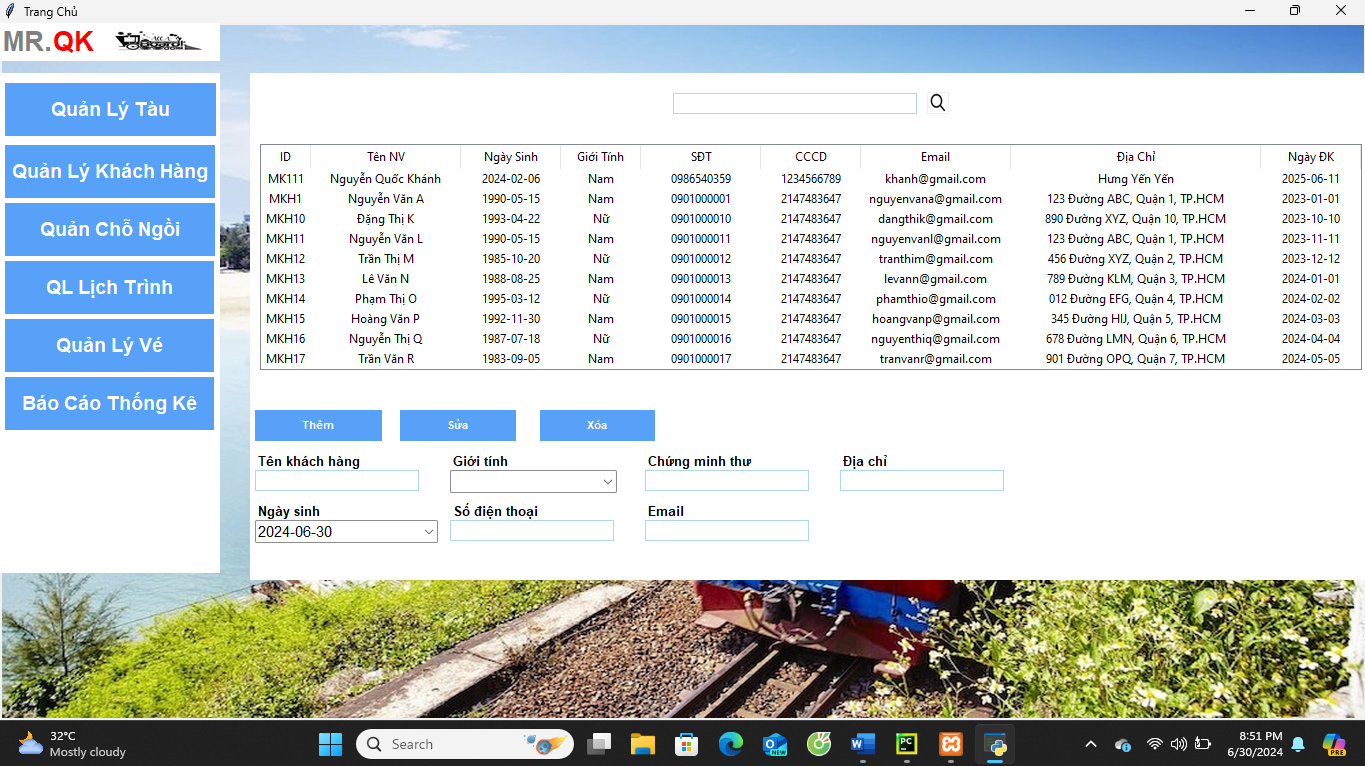 Trang Chủ
MR.QK
Quản Lý Tàu
Quản Lý Khách Hàng
Quản Chỗ Ngồi
QL Lịch Trình
Quản Lý Vé
Báo Cáo Thống Kê
ID Tên NV Ngày Sinh Giới Tính SĐT CCCD Email Địa Chỉ Ngày ĐK
MK111 Nguyễn Quốc Khánh 2024-02-06 Nam 0986540359 1234566789 khanh@gmail.com Hưng Yến Yến 2025-06-11
MKH1 Nguyễn Văn A 1990-05-15 Nam 0901000001 2147483647 nguyenvana@gmail.com 123 Đường ABC, Quận 1, TP.HCM 2023-01-01
MKH10 Đặng Thị K 1993-04-22 Nữ 0901000010 2147483647 dangthik@gmail.com 890 Đường XYZ, Quận 10, TP.HCM 2023-10-10
MKH11 Nguyễn Văn L 1990-05-15 Nam 0901000011 2147483647 nguyenvanl@gmail.com 123 Đường ABC, Quận 1, TP.HCM 2023-11-11
MKH12 Trần Thị M 1985-10-20 Nữ 0901000012 2147483647 tranthim@gmail.com 456 Đường XYZ, Quận 2, TP.HCM 2023-12-12
MKH13 Lê Văn N 1988-08-25 Nam 0901000013 2147483647 levann@gmail.com 789 Đường KLM, Quận 3, TP.HCM 2024-01-01
MKH14 Phạm Thị O 1995-03-12 Nữ 0901000014 2147483647 phamthio@gmail.com 012 Đường EFG, Quận 4, TP.HCM 2024-02-02
MKH15 Hoàng Văn P 1992-11-30 Nam 0901000015 2147483647 hoangvanp@gmail.com 345 Đường HIJ, Quận 5, TP.HCM 2024-03-03
MKH16 Nguyễn Thị Q 1987-07-18 Nữ 0901000016 2147483647 nguyenthiq@gmail.com 678 Đường LMN, Quận 6, TP.HCM 2024-04-04
MKH17 Trần Văn R 1983-09-05 Nam 0901000017 2147483647 tranvanr@gmail.com 901 Đường OPQ, Quận 7, TP.HCM 2024-05-05
Thêm Sửa Xóa
Tên khách hàng Giới tính Chứng minh thư Địa chỉ
Ngày sinh Số điện thoại Email
2024-06-30
32°C
Mostly cloudy
Search
NEW
PC
8:51 PM
6/30/2024
PRE